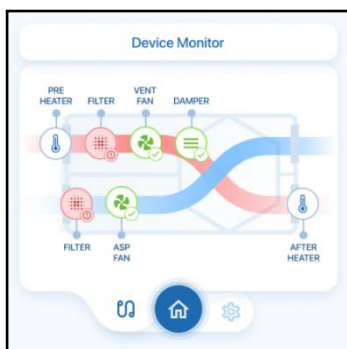 Device Monitor
PRE HEATER
FILTER
VENT FAN
DAMPER
FILTER
ASP FAN
AFTER HEATER